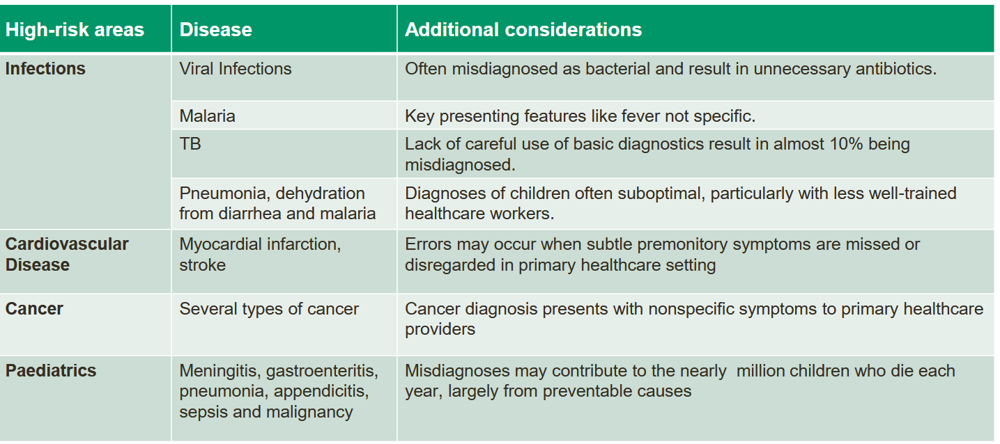 High-risk areas
Disease
Additional considerations
Infections
Viral Infections
Often misdiagnosed as bacterial and result in unnecessary antibiotics.
Malaria
Key presenting features like fever not specific.
TB
Lack of careful use of basic diagnostics result in almost 10% being
misdiagnosed.
Pneumonia, dehydration
from diarrhea and malaria
Diagnoses of children often suboptimal, particularly with less well-trained
healthcare workers.
Cardiovascular
Disease
Myocardial infarction,
stroke
Errors may occur when subtle premonitory symptoms are missed or
disregarded in primary healthcare setting
Cancer
Several types of cancer
Cancer diagnosis presents with nonspecific symptoms to primary healthcare
providers
Paediatrics
Meningitis, gastroenteritis,
pneumonia, appendicitis,
sepsis and malignancy
Misdiagnoses may contribute to the nearly  million children who die each
year, largely from preventable causes